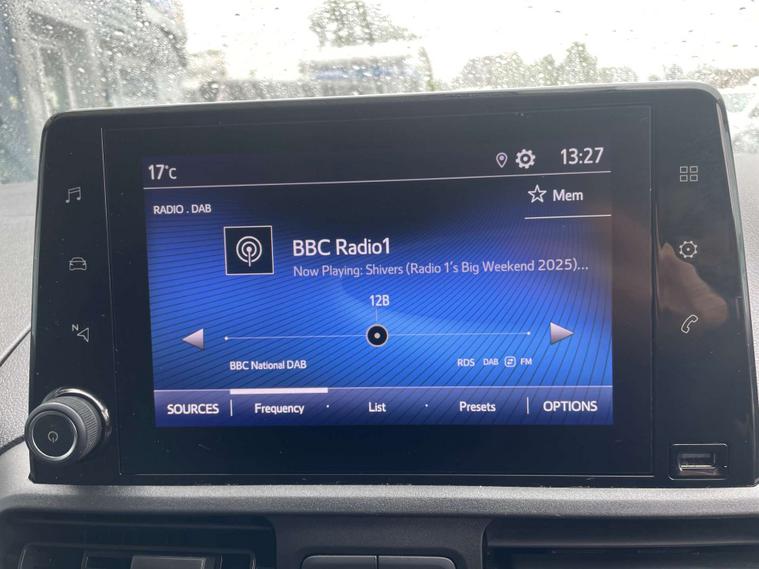 17°C
13:27
RADIO . DAB
Mem
BBC Radio1
Now Playing: Shivers (Radio 1's Big Weekend 2025)...
12B
N
BBC National DAB
RDS DAB FM
SOURCES Frequency · List · Presets OPTIONS